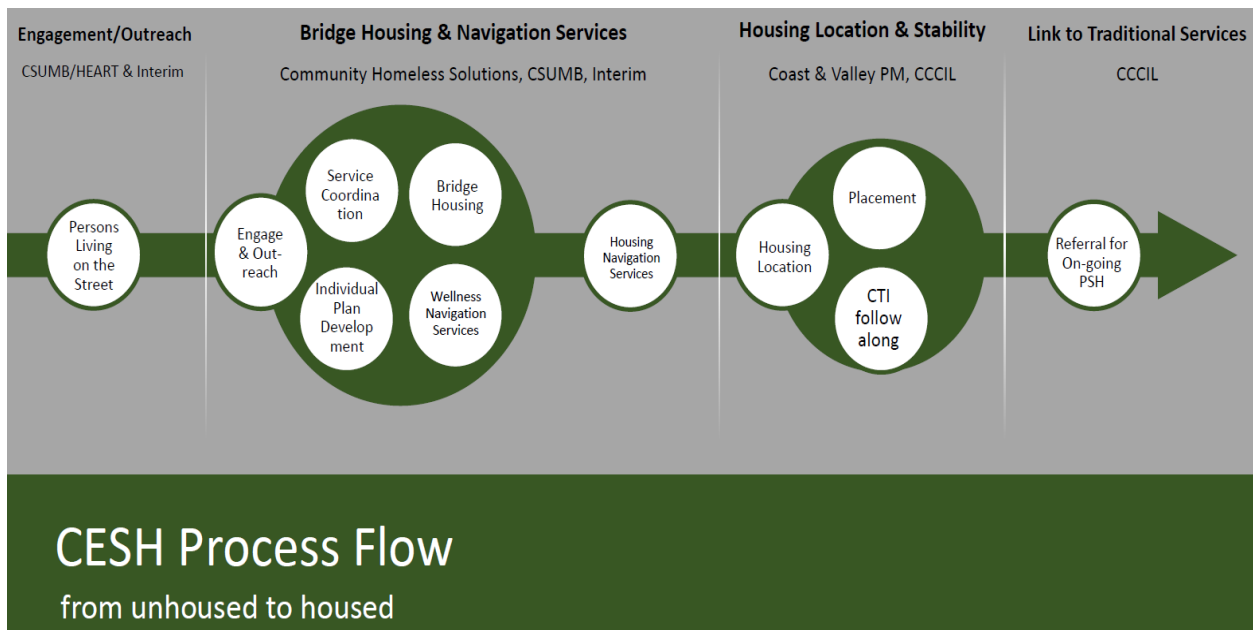 Engagement/Outreach
CSUMB/HEART & Interim
Bridge Housing & Navigation Services
Community Homeless Solutions, CSUMB, Interim
Housing Location & Stability
Coast & Valley PM, CCCIL
Link to Traditional Services
CCCIL
Persons
Living
on the
Street
Engage
& Out-
reach
Service
Coordina
tion
Bridge
Housing
Individual
Plan
Develop
ment
Wellness
Navigation
Services
Housing
Navigation
Services
Housing
Location
Placement
CTI
follow
along
Referral for
On-going
PSH
CESH Process Flow
from unhoused to housed